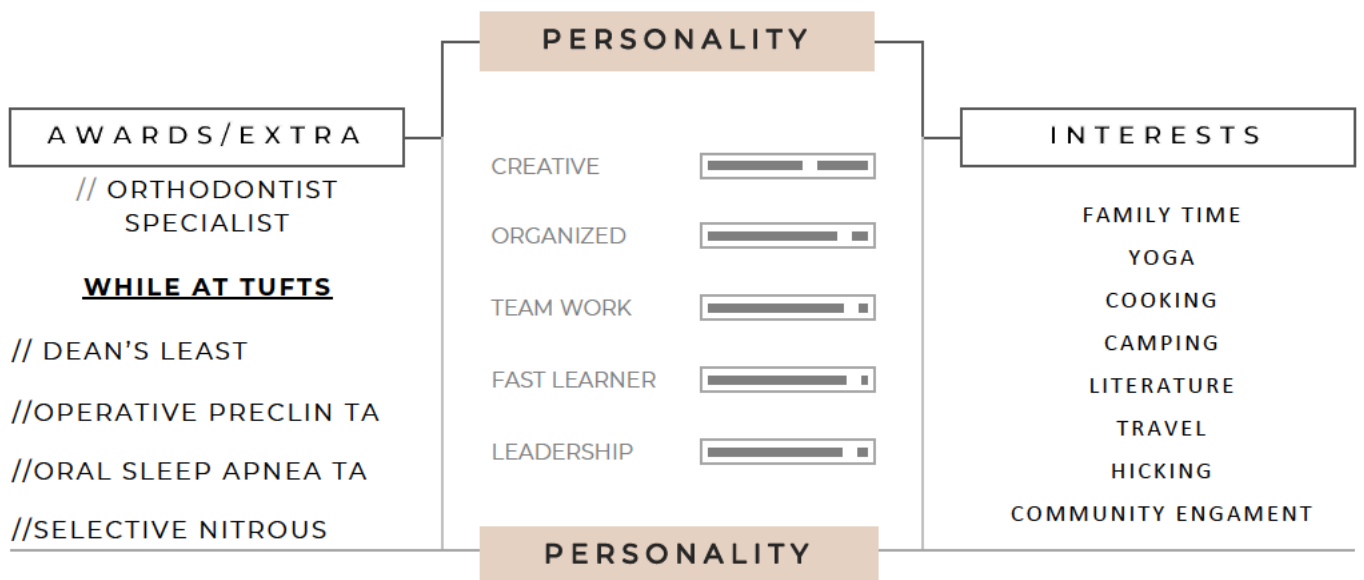 PERSONALITY
AWARDS/EXTRA
// ORTHODONTIST
SPECIALIST
WHILE AT TUFTS
// DEAN’S LEAST
//OPERATIVE PRECLIN TA
//ORAL SLEEP APNEA TA
//SELECTIVE NITROUS
CREATIVE
ORGANIZED
TEAM WORK
FAST LEARNER
LEADERSHIP
INTERESTS
FAMILY TIME
YOGA
COOKING
CAMPING
LITERATURE
TRAVEL
HICKING
COMMUNITY ENGAMENT
PERSONALITY